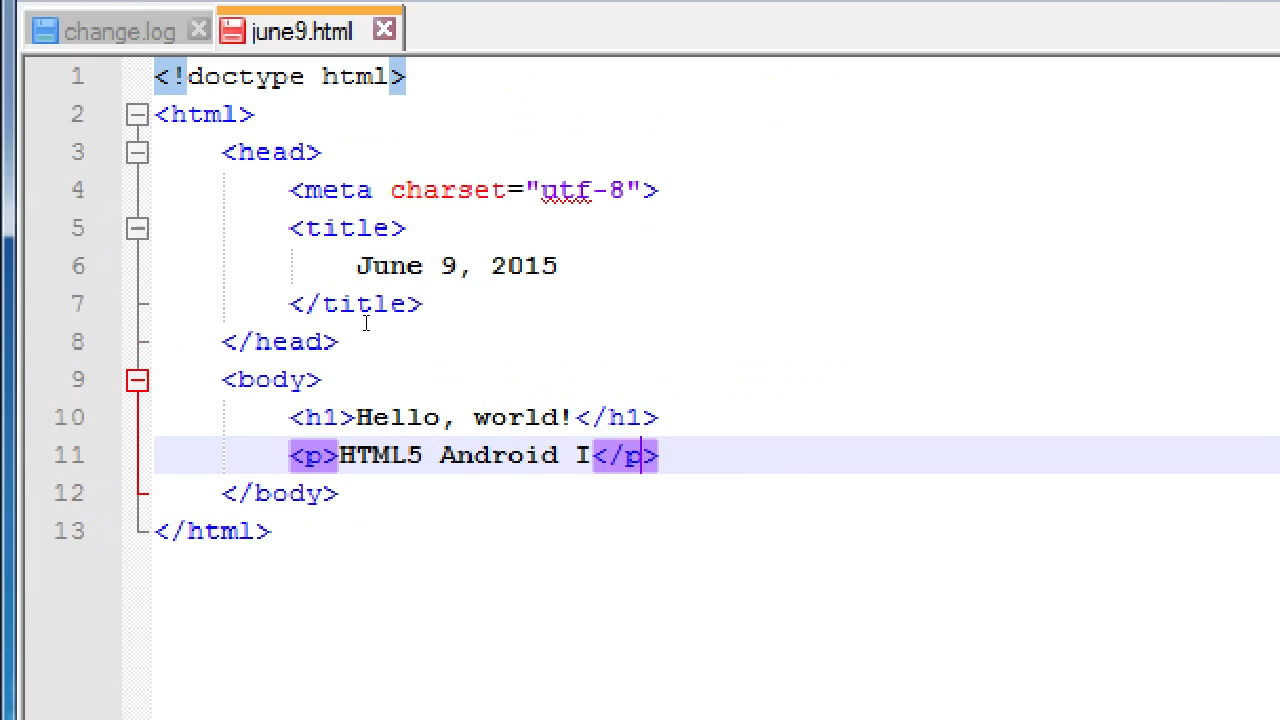 change.log june9.html
1 <!doctype html>
2 <html>
3 <head>
4 <meta charset="utf-8">
5 <title>
6 June 9, 2015
7 </title>
8 </head>
9 <body>
10 <h1>Hello, world!</h1>
11 <p>HTML5 Android I</p>
12 </body>
13 </html>